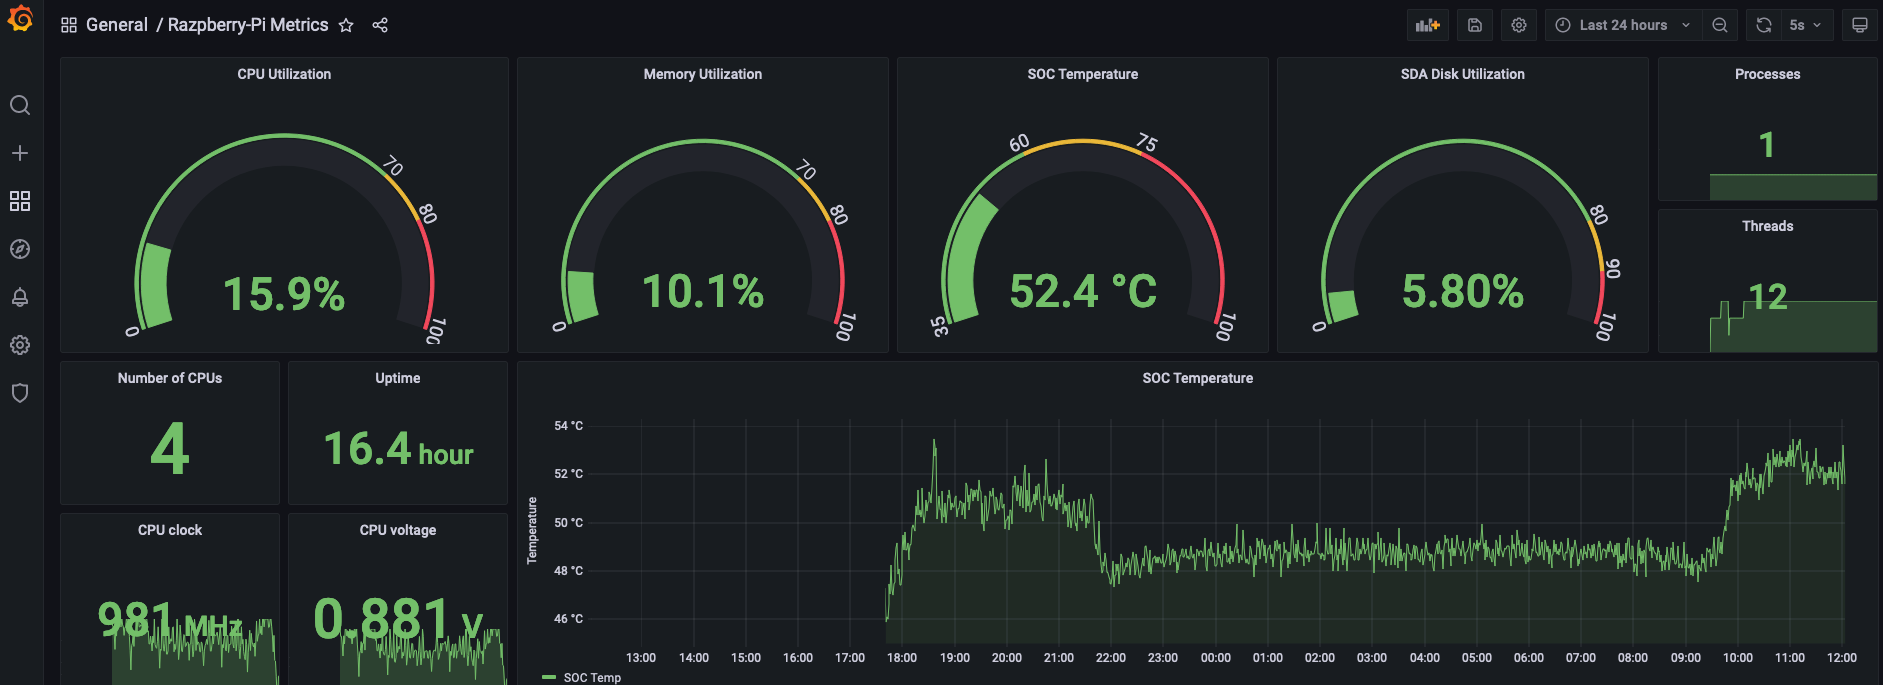 General / Razpberry-Pi Metrics
Last 24 hours
5s
CPU Utilization
0
70
80
100
15.9%
Memory Utilization
0
70
80
100
10.1%
SOC Temperature
35
60
75
100
52.4 °C
SDA Disk Utilization
0
80
90
100
5.80%
Processes
1
Threads
12
Number of CPUs
4
Uptime
16.4 hour
CPU clock
981 MHz
CPU voltage
0.881 V
SOC Temperature
Temperature
54 °C
52 °C
50 °C
48 °C
46 °C
13:00 14:00 15:00 16:00 17:00 18:00 19:00 20:00 21:00 22:00 23:00 00:00 01:00 02:00 03:00 04:00 05:00 06:00 07:00 08:00 09:00 10:00 11:00 12:00
SOC Temp